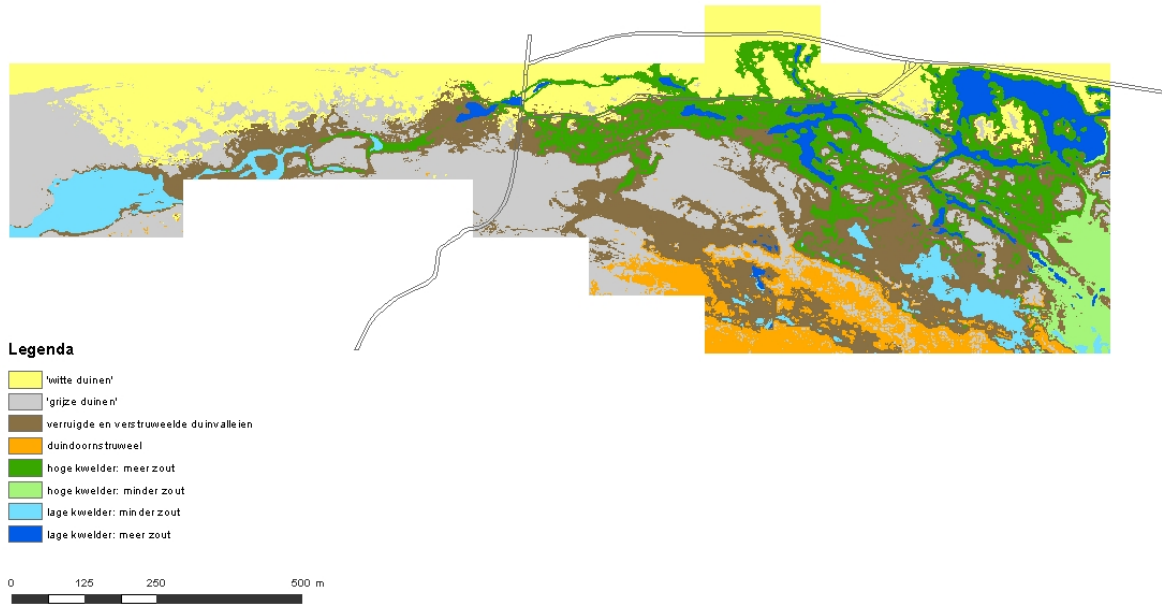 Legenda
'witte duinen'
'grijze duinen'
verruigde en verstruweelde duinvalleien
duindoornstruweel
hoge kwelder: meer zout
hoge kwelder: minder zout
lage kwelder: minder zout
lage kwelder: meer zout
0 125 250 500 m